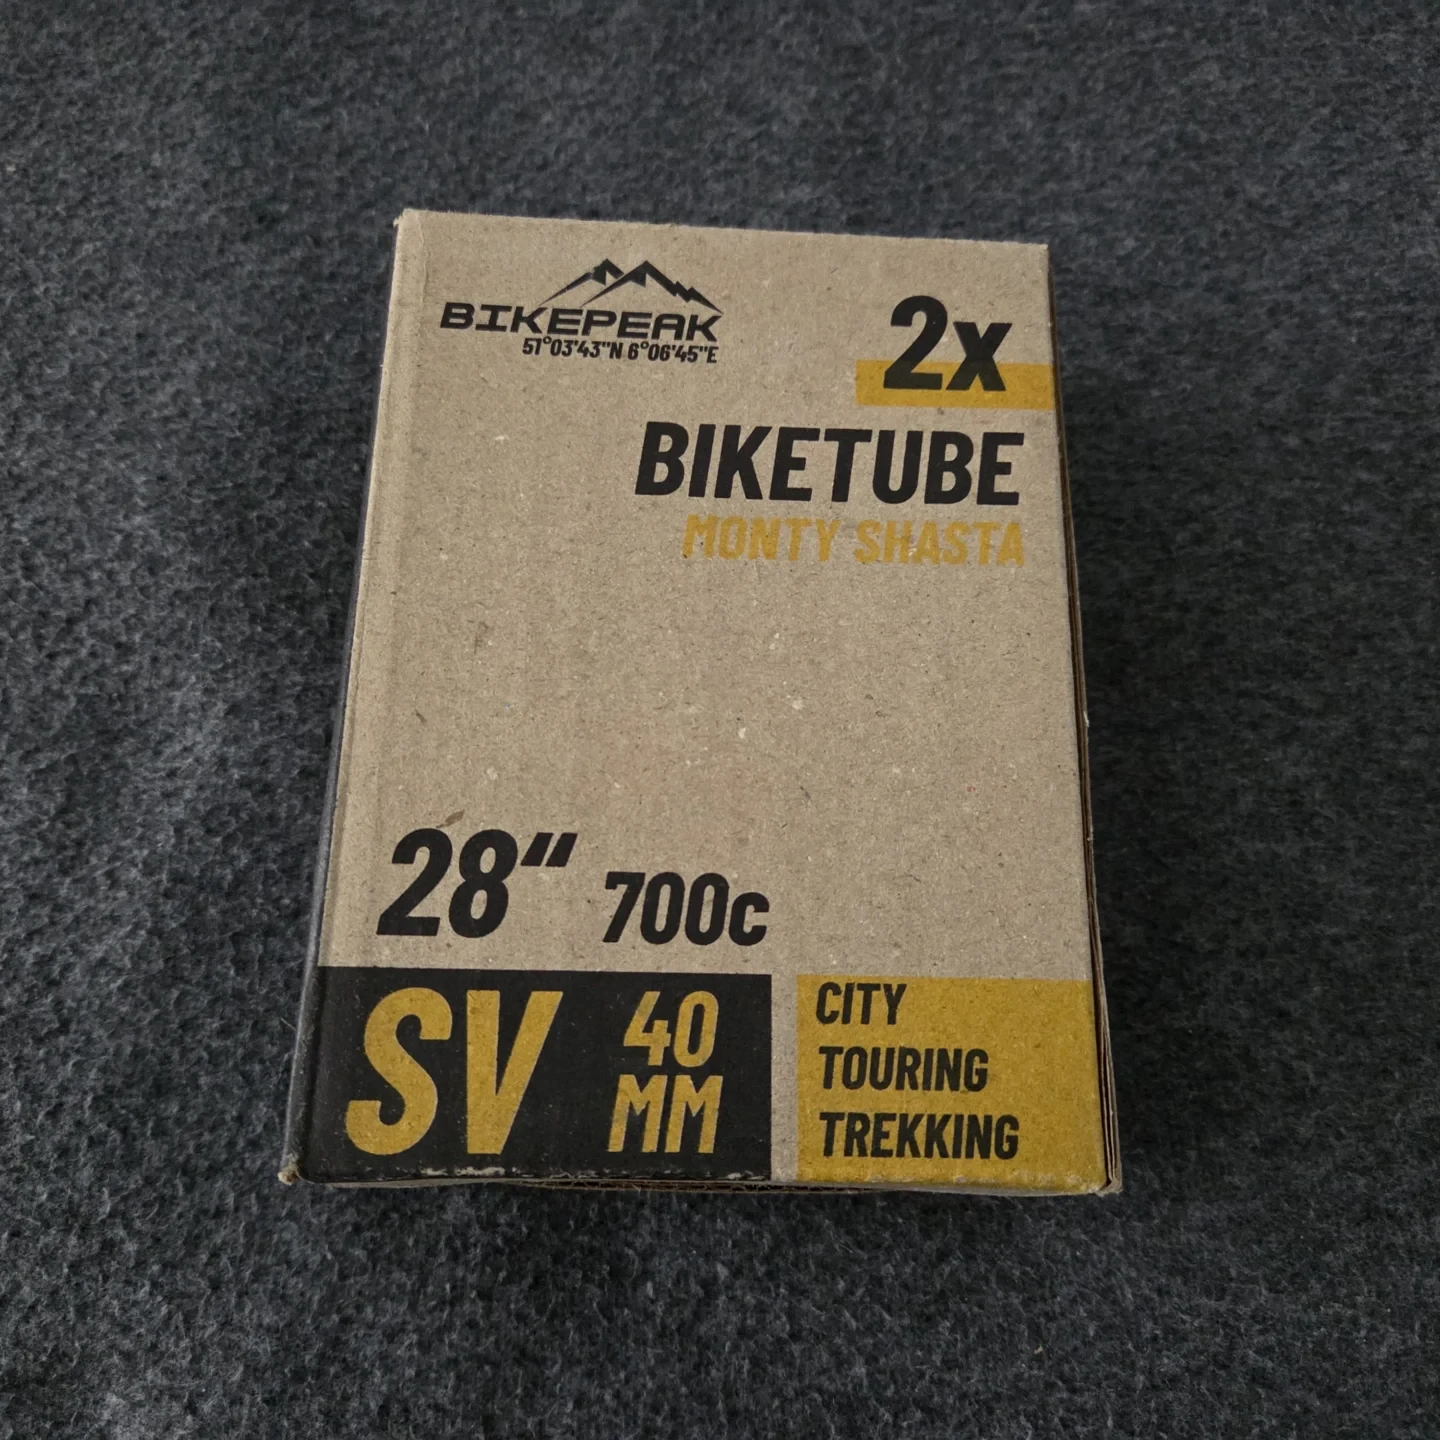 BIKEPEAK
51°03'43"N 6°06'45"E
2x
BIKETUBE
MONTY SHASTA
28“ 700c
SV 40 MM
CITY
TOURING
TREKKING